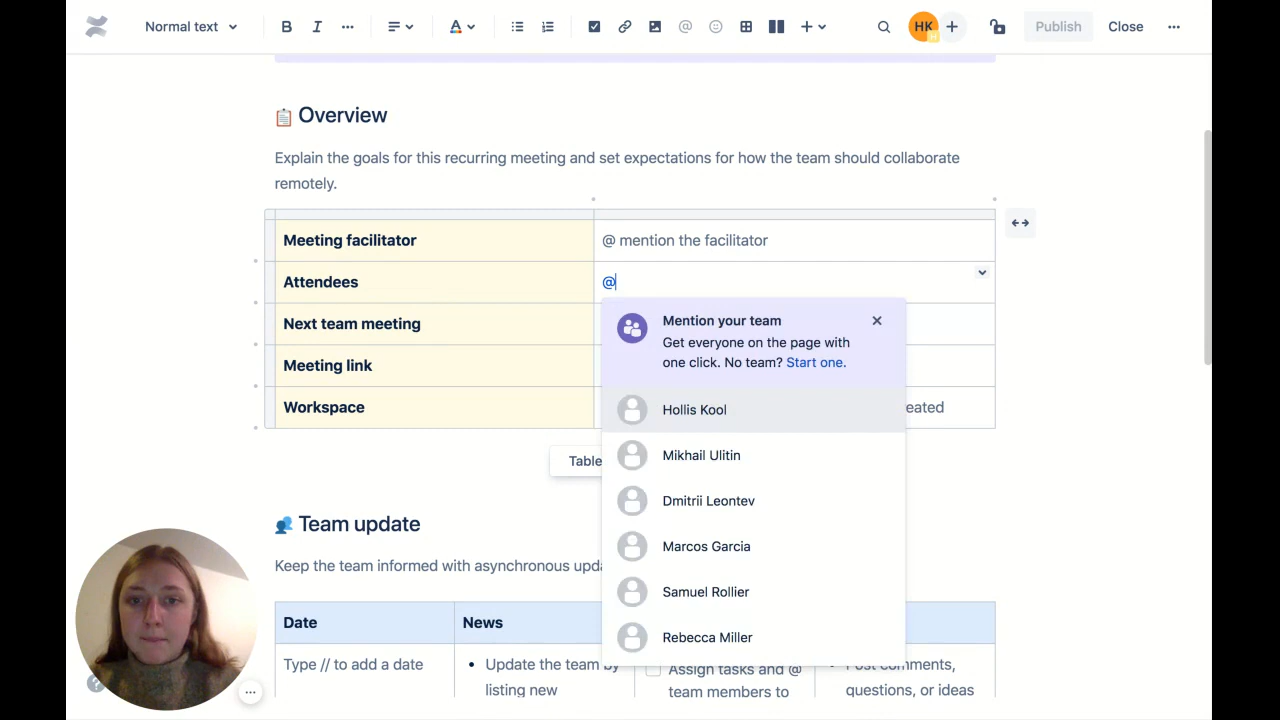 Normal text
B I ... A @ +
HK
H
+
Publish
Close
...
📋 Overview
Explain the goals for this recurring meeting and set expectations for how the team should collaborate
remotely.
Meeting facilitator
@ mention the facilitator
Attendees
@
Next team meeting
Meeting link
Workspace
eated
Mention your team
Get everyone on the page with
one click. No team? Start one.
Hollis Kool
Mikhail Ulitin
Dmitrii Leontev
Marcos Garcia
Samuel Rollier
Rebecca Miller
Table
👥 Team update
Keep the team informed with asynchronous upda
Date
News
Type // to add a date
• Update the team by
listing new
Assign tasks and @
team members to
• Post comments,
questions, or ideas
?
...